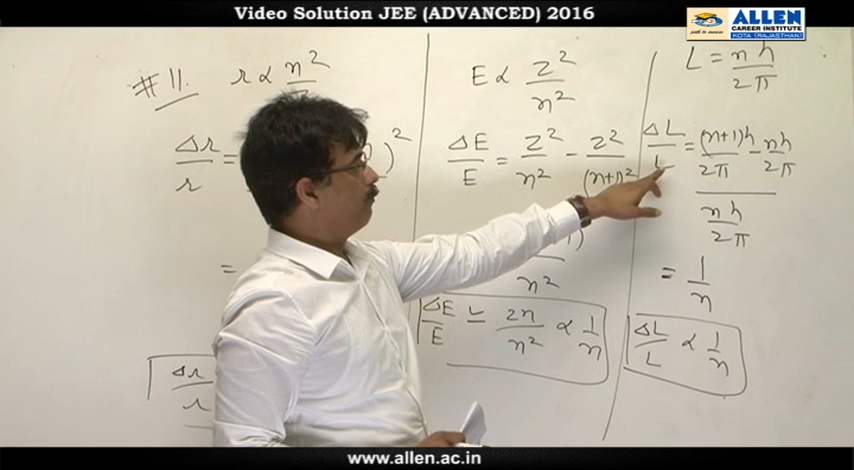 Video Solution JEE (ADVANCED) 2016
ALLEN
CAREER INSTITUTE
KOTA (RAJASTHAN)
path to success
# 11.
r ∝ n²
Δr/r =
)²
=
Δr/r
E ∝ Z²/n²
ΔE/E = Z²/n² - Z²/(n+1)²
n²
ΔE/E ≃ 2n/n² ∝ 1/n
L = nh/2π
ΔL/L = (n+1)h/2π - nh/2π
nh/2π
= 1/n
ΔL/L ∝ 1/n
www.allen.ac.in